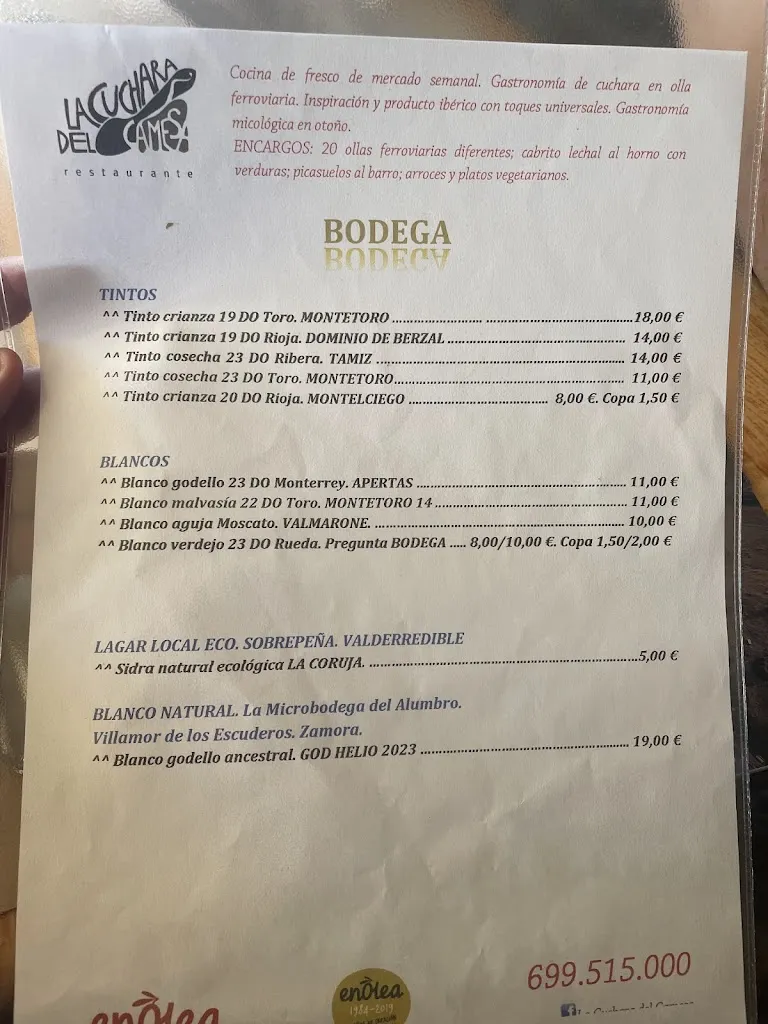 LA CUCHARA
DEL CAMESA
restaurante
Cocina de fresco de mercado semanal. Gastronomía de cuchara en olla
ferroviaria. Inspiración y producto ibérico con toques universales. Gastronomía
micológica en otoño.
ENCARGOS: 20 ollas ferroviarias diferentes; cabrito lechal al horno con
verduras; picasuelos al barro; arroces y platos vegetarianos.
BODEGA
TINTOS
^^ Tinto crianza 19 DO Toro. MONTETORO ................................................................18,00 €
^^ Tinto crianza 19 DO Rioja. DOMINIO DE BERZAL ............................................ 14,00 €
^^ Tinto cosecha 23 DO Ribera. TAMIZ .............................................................. 14,00 €
^^ Tinto cosecha 23 DO Toro. MONTETORO.......................................................... 11,00 €
^^ Tinto crianza 20 DO Rioja. MONTELCIEGO ................................... 8,00 €. Copa 1,50 €
BLANCOS
^^ Blanco godello 23 DO Monterrey. APERTAS .................................................... 11,00 €
^^ Blanco malvasía 22 DO Toro. MONTETORO 14 ................................................ 11,00 €
^^ Blanco aguja Moscato. VALMARONE. .............................................................. 10,00 €
^^ Blanco verdejo 23 DO Rueda. Pregunta BODEGA ..... 8,00/10,00 €. Copa 1,50/2,00 €
LAGAR LOCAL ECO. SOBREPEÑA. VALDERREDIBLE
^^ Sidra natural ecológica LA CORUJA. ...................................................................5,00 €
BLANCO NATURAL. La Microbodega del Alumbro.
Villamor de los Escuderos. Zamora.
^^ Blanco godello ancestral. GOD HELIO 2023 .................................................... 19,00 €
699.515.000
enÔlea
enÔlea
1984-2019